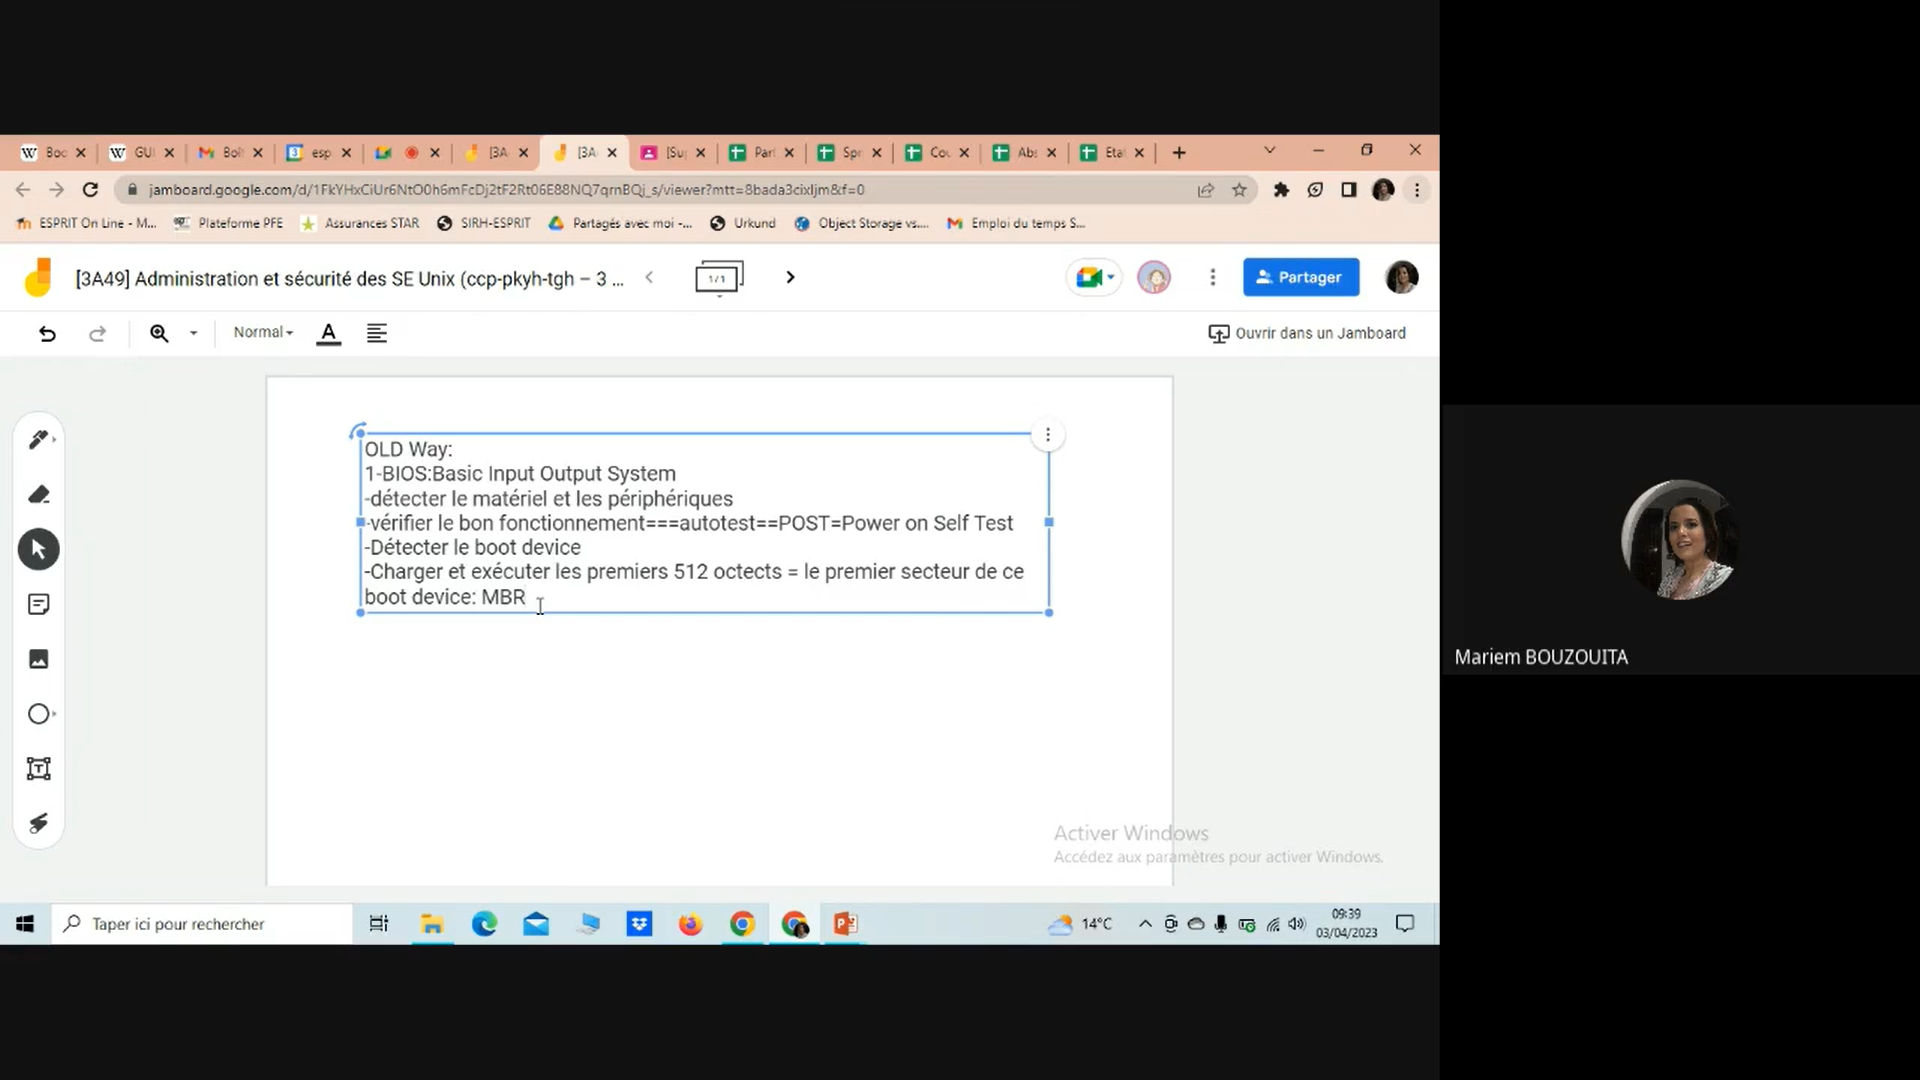 Boc
GU
Boî
esp
[3A
[3A
[Su
Par
Spr
Cou
Abs
Eta
jamboard.google.com/d/1FkYHxCiUr6NtO0h6mFcDj2tF2Rt06E88NQ7qrnBQj_s/viewer?mtt=8bada3cixljm&f=0
ESPRIT On Line - M...
Plateforme PFE
Assurances STAR
SIRH-ESPRIT
Partagés avec moi -...
Urkund
Object Storage vs....
Emploi du temps S...
[3A49] Administration et sécurité des SE Unix (ccp-pkyh-tgh – 3 ...
1/1
Partager
Normal
Ouvrir dans un Jamboard
OLD Way:
1-BIOS:Basic Input Output System
-détecter le matériel et les périphériques
-vérifier le bon fonctionnement===autotest==POST=Power on Self Test
-Détecter le boot device
-Charger et exécuter les premiers 512 octects = le premier secteur de ce
boot device: MBR
Mariem BOUZOUITA
Activer Windows
Accédez aux paramètres pour activer Windows.
Taper ici pour rechercher
14°C
09:39
03/04/2023